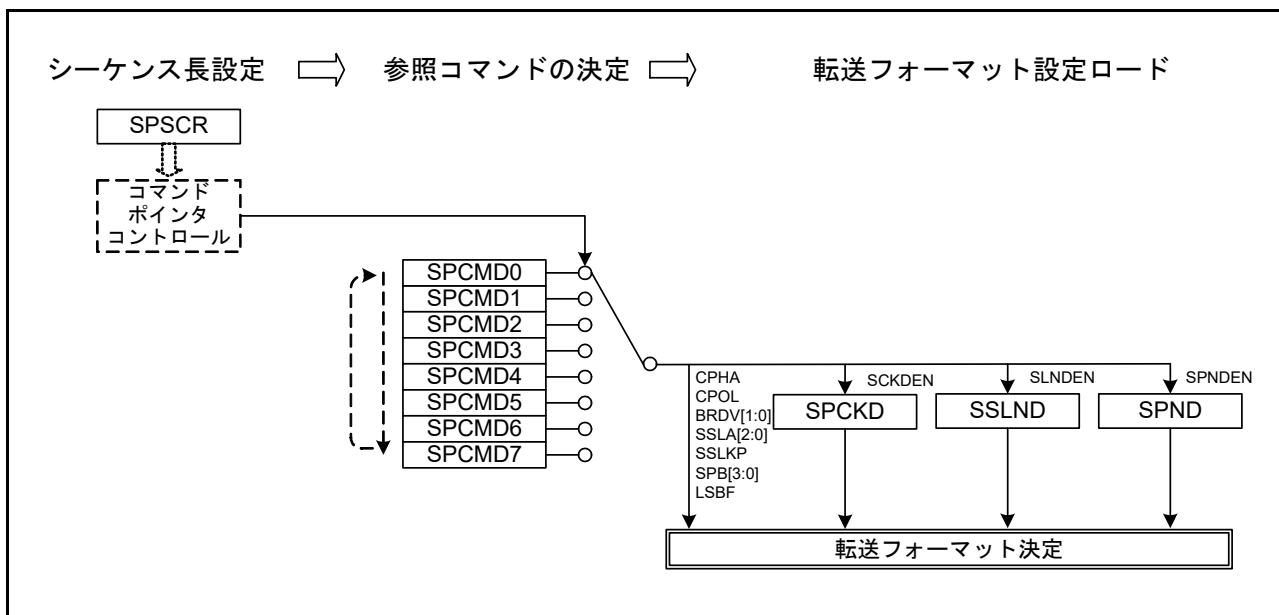 シーケンス長設定
参照コマンドの決定
転送フォーマット設定ロード
SPSCR
コマンド
ポインタ
コントロール
SPCMD0
SPCMD1
SPCMD2
SPCMD3
SPCMD4
SPCMD5
SPCMD6
SPCMD7
CPHA
CPOL
BRDV[1:0]
SSLA[2:0]
SSLKP
SPB[3:0]
LSBF
SCKDEN
SPCKD
SLNDEN
SSLND
SPNDEN
SPND
転送フォーマット決定